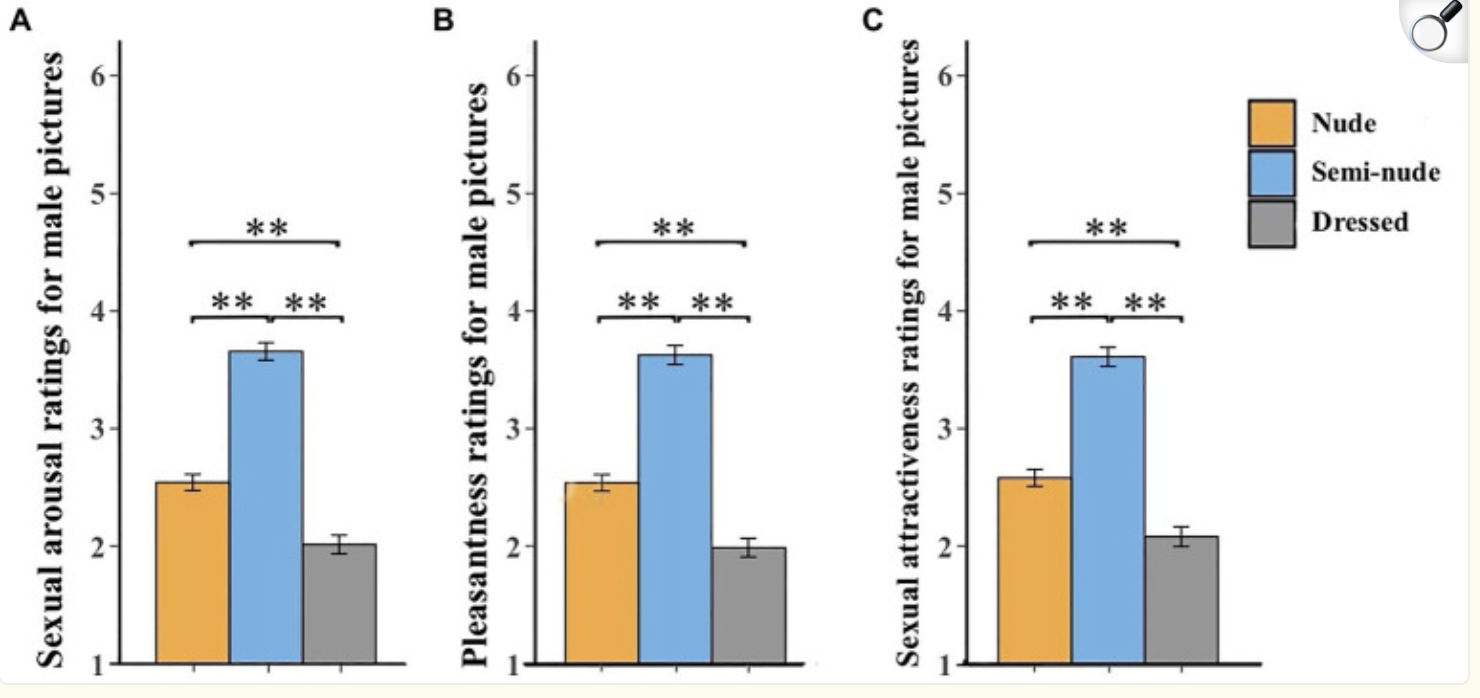 A
Sexual arousal ratings for male pictures
6
5
4
3
2
1
**
** **
B
Pleasantness ratings for male pictures
6
5
4
3
2
1
**
** **
C
Sexual attractiveness ratings for male pictures
6
5
4
3
2
1
**
** **
Nude
Semi-nude
Dressed